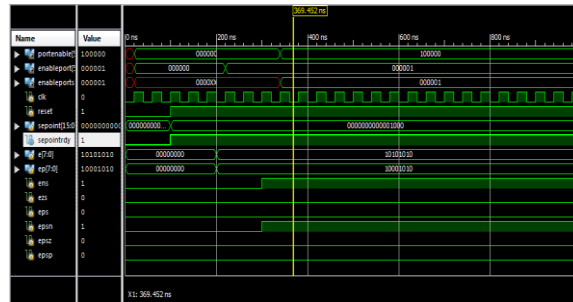 369.452 ns
Name Value 0 ns 200 ns 400 ns 600 ns 800 ns
portenable[ 100000 000000 100000
enableport[ 000001 000000 000001
enableports 000001 000000 000001
clk 0
reset 1
sepoint[15:0 0000000000 000000000... 0000000000001000
sepointrdy 1
e[7:0] 10101010 00000000 10101010
ep[7:0] 10001010 00000000 10001010
ens 1
ezs 0
eps 0
epsn 1
epsz 0
epsp 0
X1: 369.452 ns